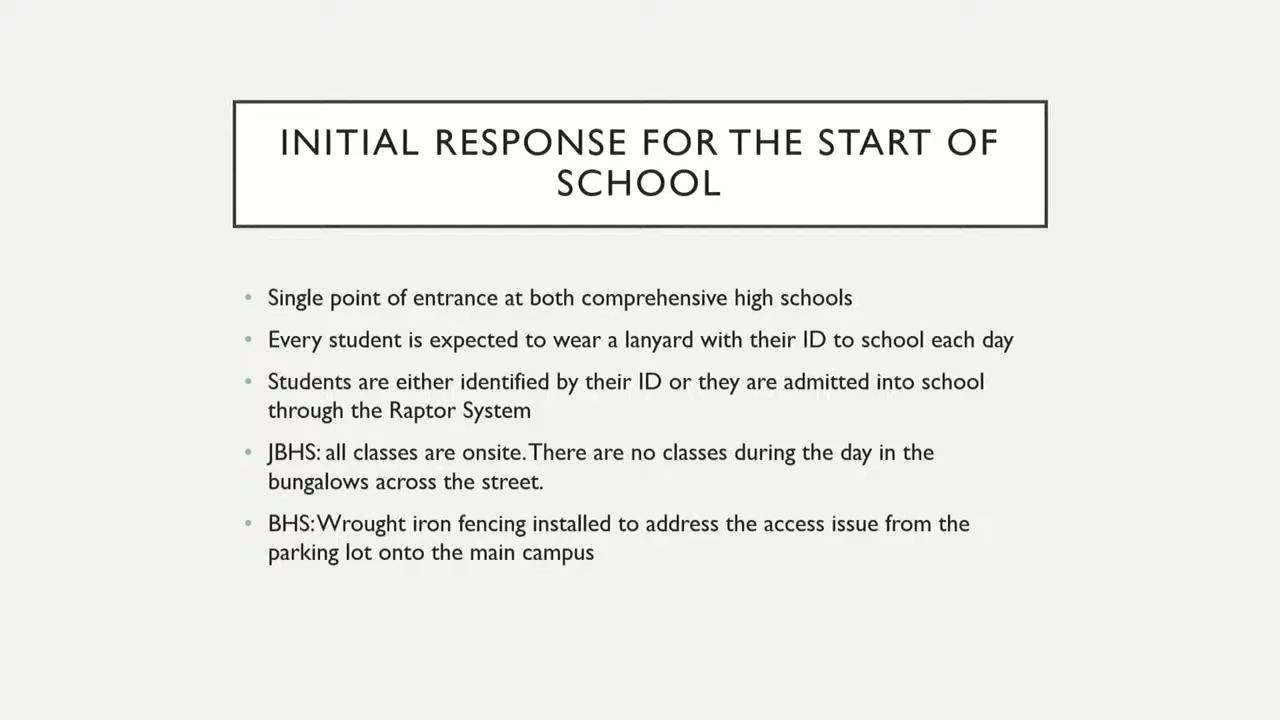 INITIAL RESPONSE FOR THE START OF
SCHOOL
• Single point of entrance at both comprehensive high schools
• Every student is expected to wear a lanyard with their ID to school each day
• Students are either identified by their ID or they are admitted into school
through the Raptor System
• JBHS: all classes are onsite. There are no classes during the day in the
bungalows across the street.
• BHS: Wrought iron fencing installed to address the access issue from the
parking lot onto the main campus